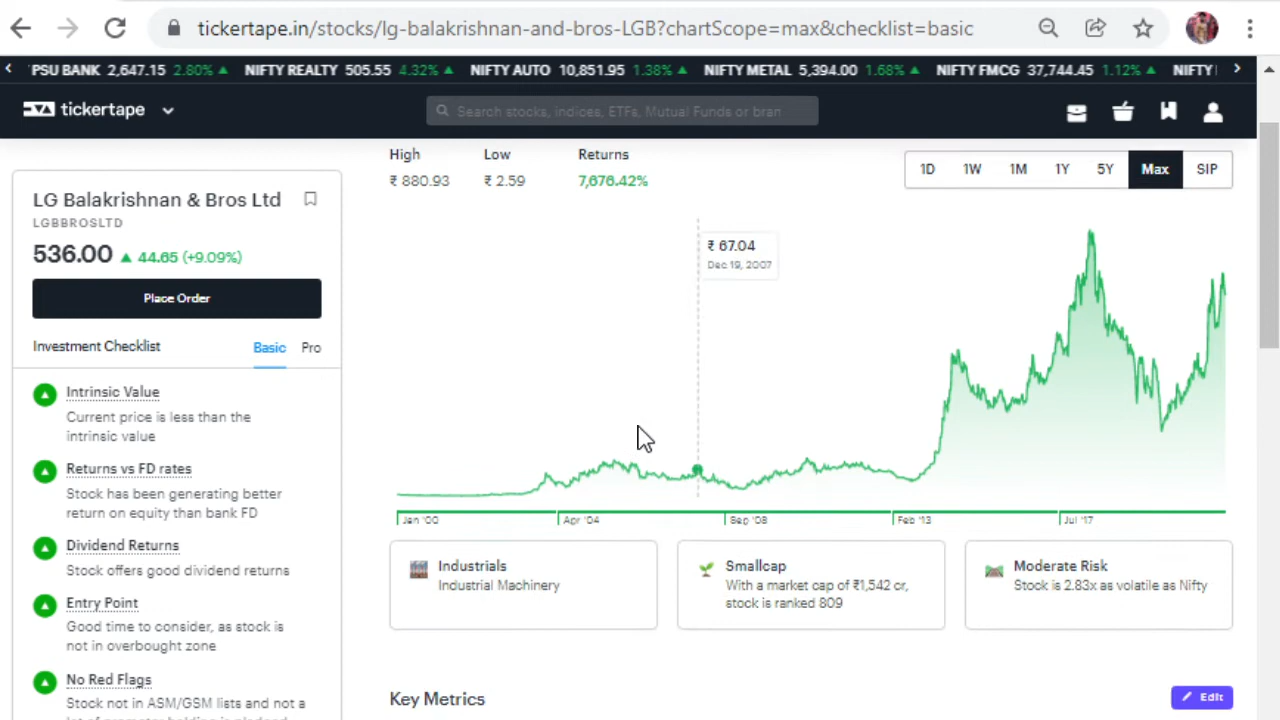 tickertape.in/stocks/lg-balakrishnan-and-bros-LGB?chartScope=max&checklist=basic
PSU BANK 2,647.15 2.80% ▲ NIFTY REALTY 505.55 4.32% ▲ NIFTY AUTO 10,851.95 1.38% ▲ NIFTY METAL 5,394.00 1.68% ▲ NIFTY FMCG 37,744.45 1.12% ▲ NIFTY
tickertape
Search stocks, indices, ETFs, Mutual Funds or bran
High Low Returns
₹ 880.93 ₹ 2.59 7,676.42%
1D 1W 1M 1Y 5Y Max SIP
LG Balakrishnan & Bros Ltd
LGBBROSLTD
536.00 ▲ 44.65 (+9.09%)
Place Order
Investment Checklist Basic Pro
Intrinsic Value
Current price is less than the
intrinsic value
Returns vs FD rates
Stock has been generating better
return on equity than bank FD
Dividend Returns
Stock offers good dividend returns
Entry Point
Good time to consider, as stock is
not in overbought zone
No Red Flags
Stock not in ASM/GSM lists and not a
₹ 67.04
Dec 19, 2007
Jan '00 Apr '04 Sep '08 Feb '13 Jul '17
Industrials
Industrial Machinery
Smallcap
With a market cap of ₹1,542 cr,
stock is ranked 809
Moderate Risk
Stock is 2.83x as volatile as Nifty
Key Metrics
Edit